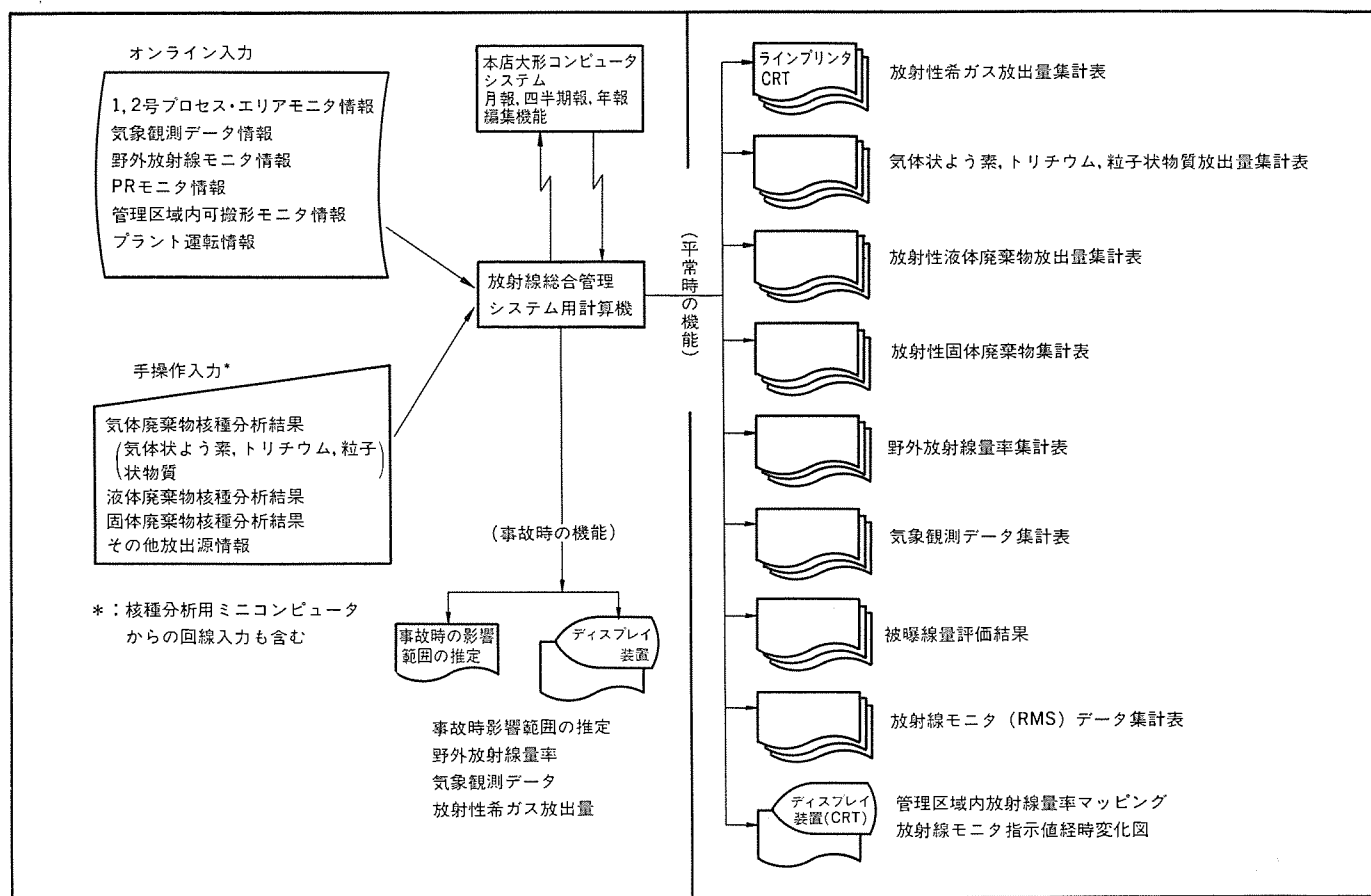 オンライン入力
1,2号プロセス・エリアモニタ情報
気象観測データ情報
野外放射線モニタ情報
PRモニタ情報
管理区域内可搬形モニタ情報
プラント運転情報
本店大形コンピュータ
システム
月報,四半期報,年報
編集機能
放射線総合管理
システム用計算機
手操作入力*
気体廃棄物核種分析結果
(気体状よう素,トリチウム,粒子
状物質)
液体廃棄物核種分析結果
固体廃棄物核種分析結果
その他放出源情報
*:核種分析用ミニコンピュータ
からの回線入力も含む
(事故時の機能)
事故時の影響
範囲の推定
ディスプレイ
装置
事故時影響範囲の推定
野外放射線量率
気象観測データ
放射性希ガス放出量
(平常時の機能)
ラインプリンタ
CRT
放射性希ガス放出量集計表
気体状よう素,トリチウム,粒子状物質放出量集計表
放射性液体廃棄物放出量集計表
放射性固体廃棄物集計表
野外放射線量率集計表
気象観測データ集計表
被曝線量評価結果
放射線モニタ(RMS)データ集計表
ディスプレイ
装置(CRT)
管理区域内放射線量率マッピング
放射線モニタ指示値経時変化図